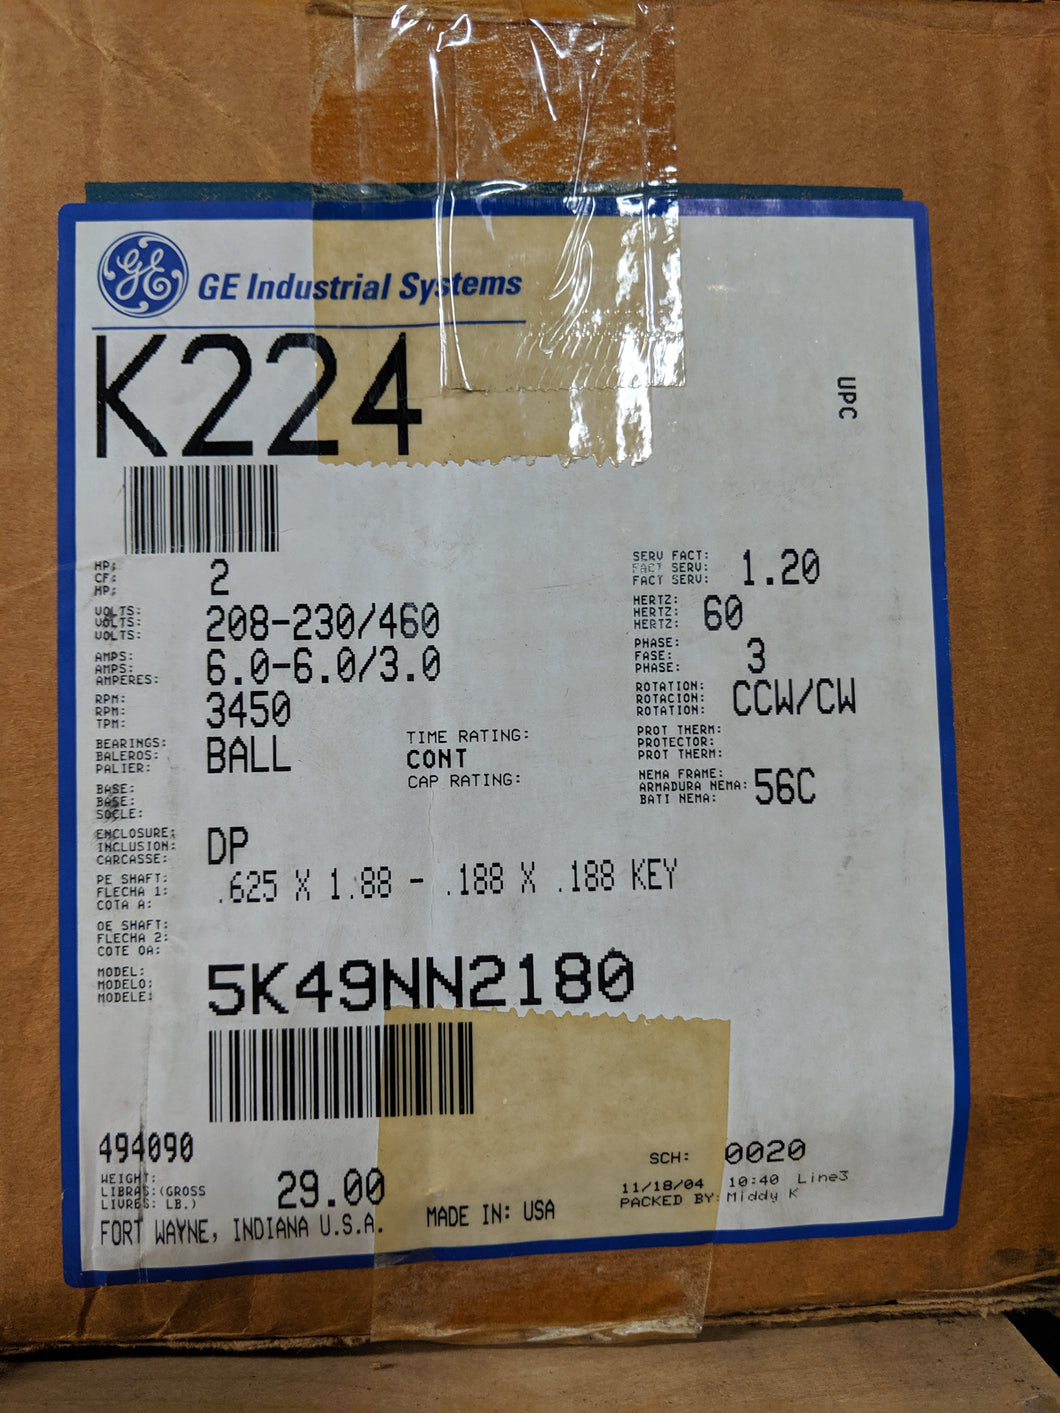 GE GE Industrial Systems
K224
UPC
HP: 2
CF:
HP:
SERV FACT: 1.20
FACT SERV:
FACT SERV:
VOLTS: 208-230/460
VOLTS:
VOLTS:
HERTZ: 60
HERTZ:
HERTZ:
AMPS: 6.0-6.0/3.0
AMPS:
AMPERES:
PHASE: 3
FASE:
PHASE:
RPM: 3450
RPM:
TPM:
ROTATION: CCW/CW
ROTACION:
ROTATION:
BEARINGS: BALL
BALEROS:
PALIER:
TIME RATING:
CONT
CAP RATING:
PROT THERM:
PROTECTOR:
PROT THERM:
BASE:
BASE:
SOCLE:
NEMA FRAME: 56C
ARMADURA NEMA:
BATI NEMA:
ENCLOSURE: DP
INCLUSION:
CARCASSE:
PE SHAFT: .625 X 1.88 - .188 X .188 KEY
FLECHA 1:
COTA A:
OE SHAFT:
FLECHA 2:
COTE OA:
MODEL: 5K49NN2180
MODELO:
MODELE:
494090
SCH: 0020
WEIGHT: 29.00
LIBRAS:(GROSS
LIVRES: LB.)
11/18/04 10:40 Line3
PACKED BY: Middy K
FORT WAYNE, INDIANA U.S.A. MADE IN: USA